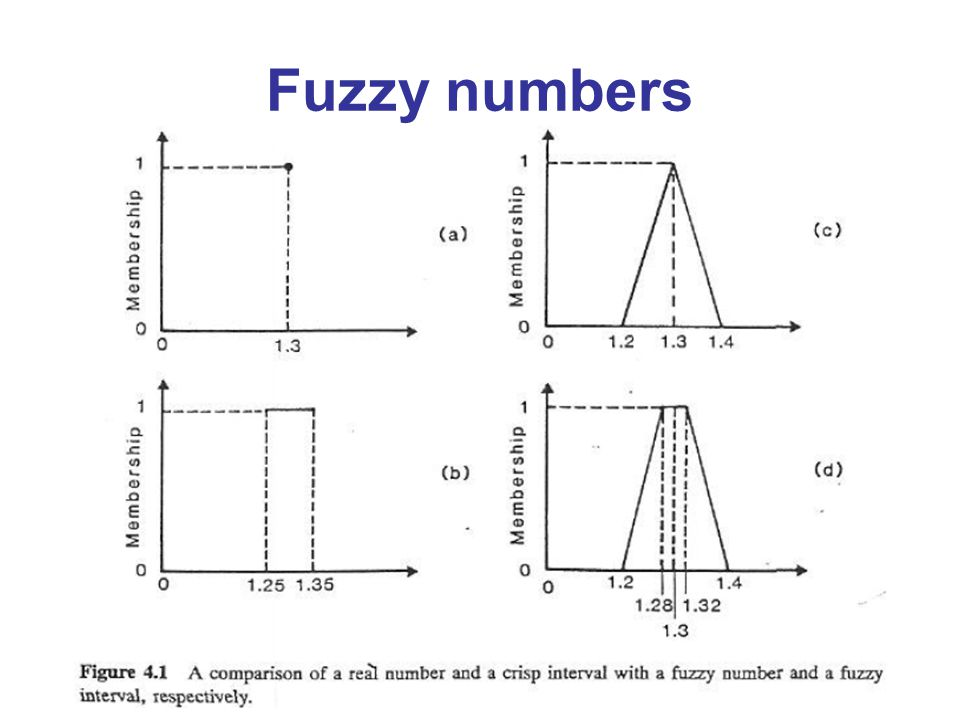 Fuzzy numbers
1
Membership
0
0
1.3
(a)
1
Membership
0
0
1.2 1.3 1.4
(c)
1
Membership
0
0
1.25 1.35
(b)
1
Membership
0
0
1.2 1.4
1.28 1.32
1.3
(d)
Figure 4.1 A comparison of a real number and a crisp interval with a fuzzy number and a fuzzy
interval, respectively.